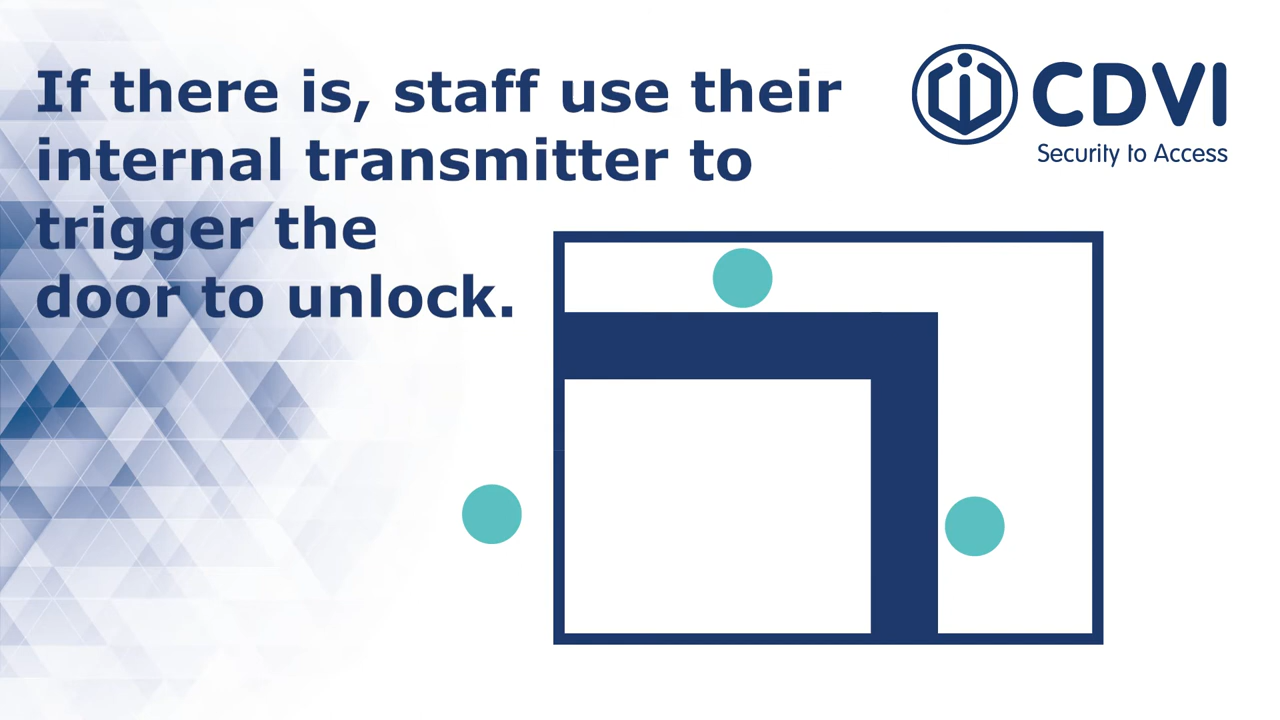 If there is, staff use their
internal transmitter to
trigger the
door to unlock.
CDVI
Security to Access